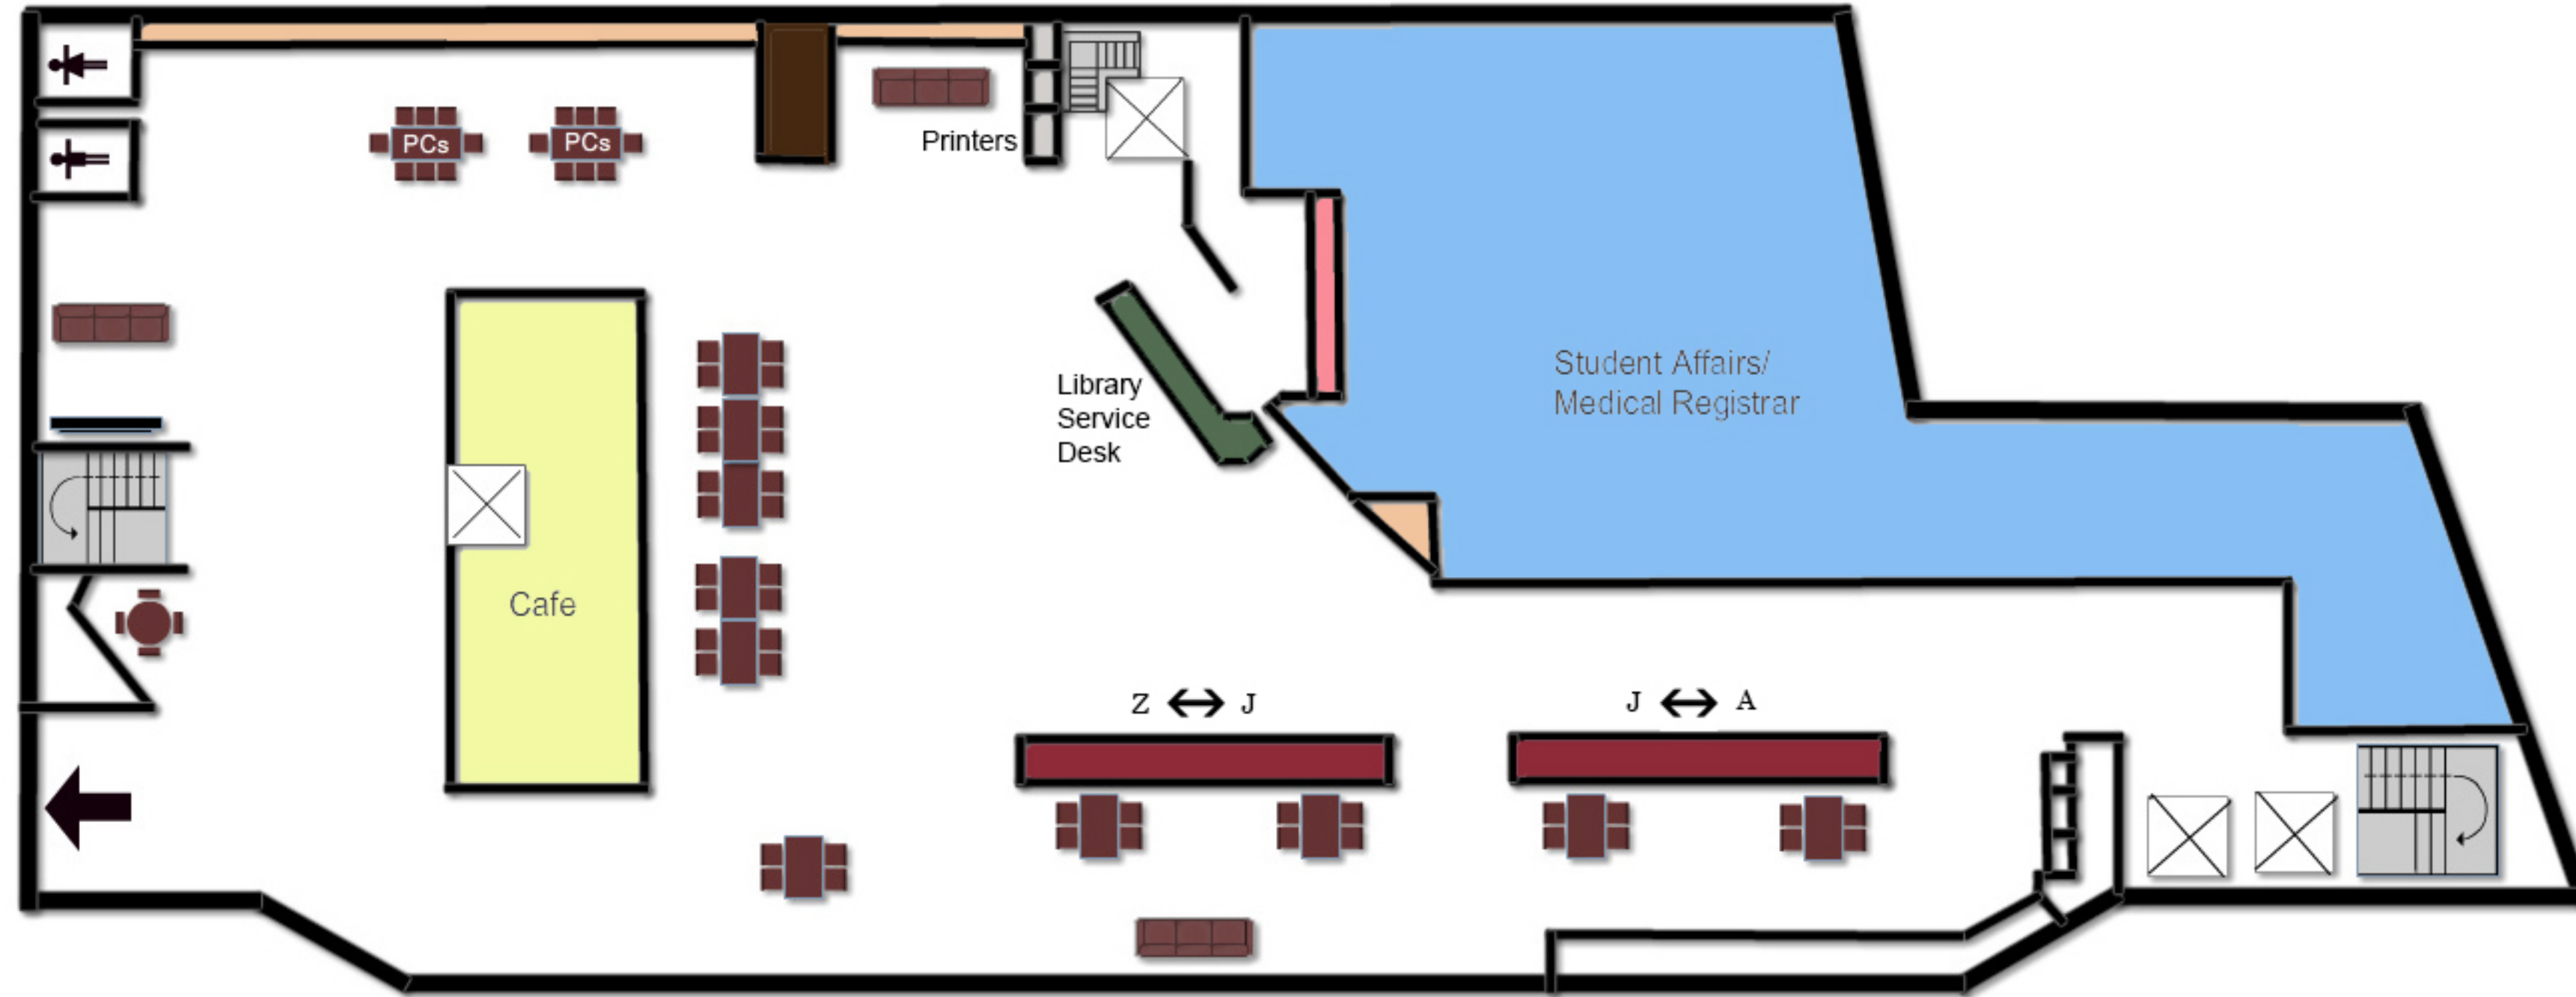 PCs
PCs
Printers
Library
Service
Desk
Student Affairs/
Medical Registrar
Cafe
Z ↔ J
J ↔ A